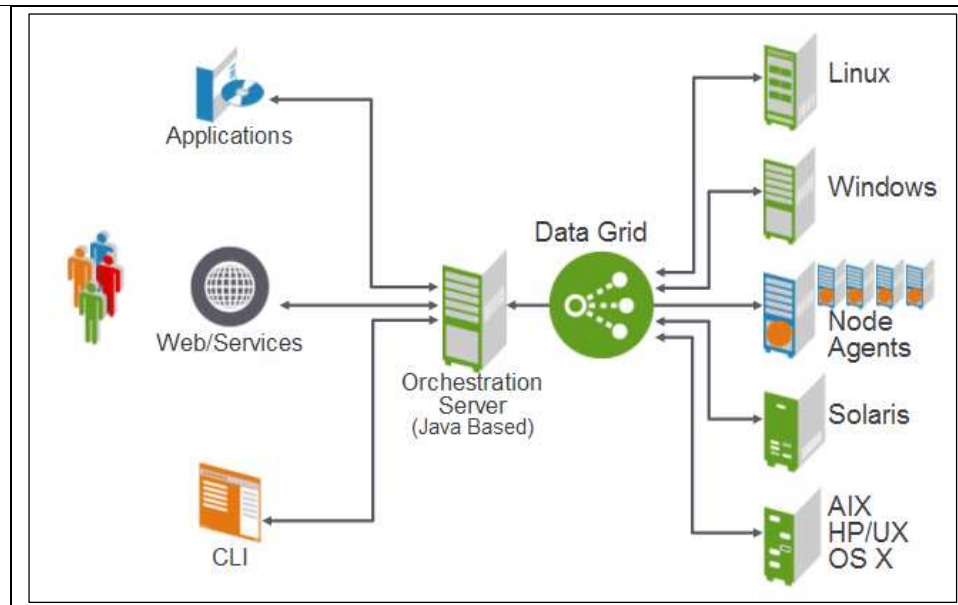 Applications
Web/Services
CLI
Orchestration
Server
(Java Based)
Data Grid
Linux
Windows
Node
Agents
Solaris
AIX
HP/UX
OS X